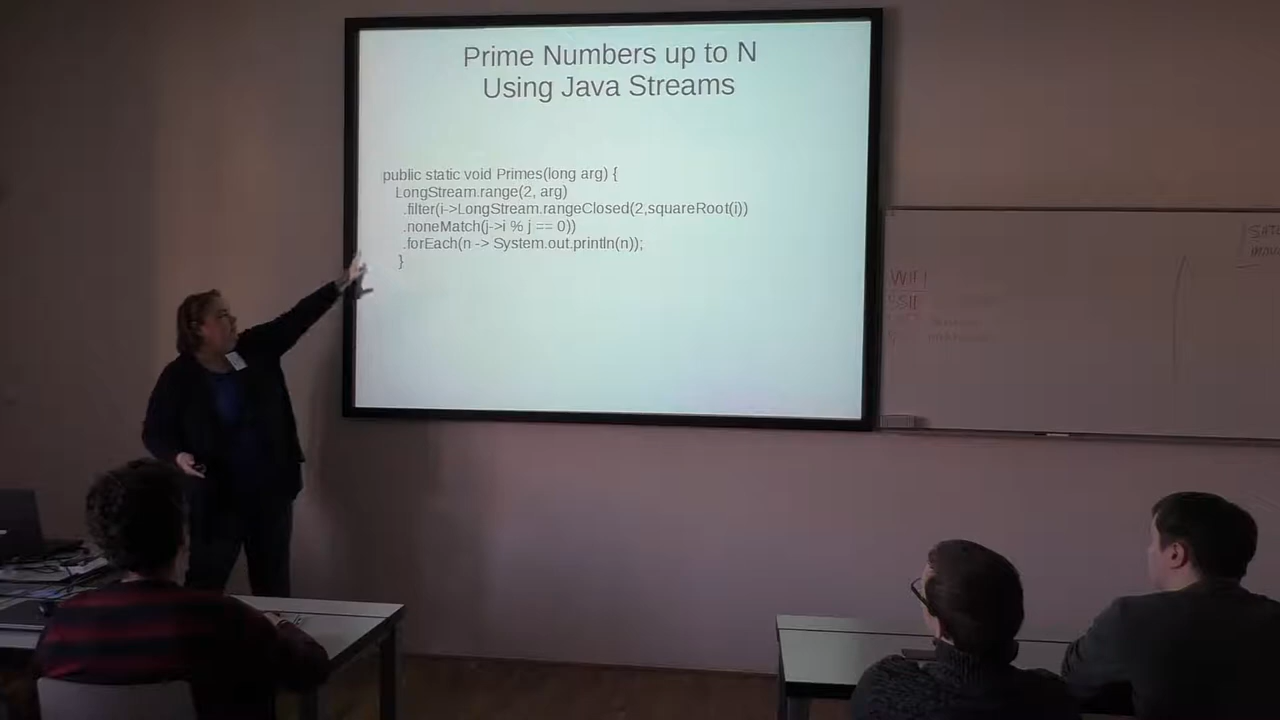 Prime Numbers up to N
Using Java Streams
public static void Primes(long arg) {
LongStream.range(2, arg)
.filter(i->LongStream.rangeClosed(2,squareRoot(i))
.noneMatch(j->i % j == 0))
.forEach(n -> System.out.println(n));
}
WIFI